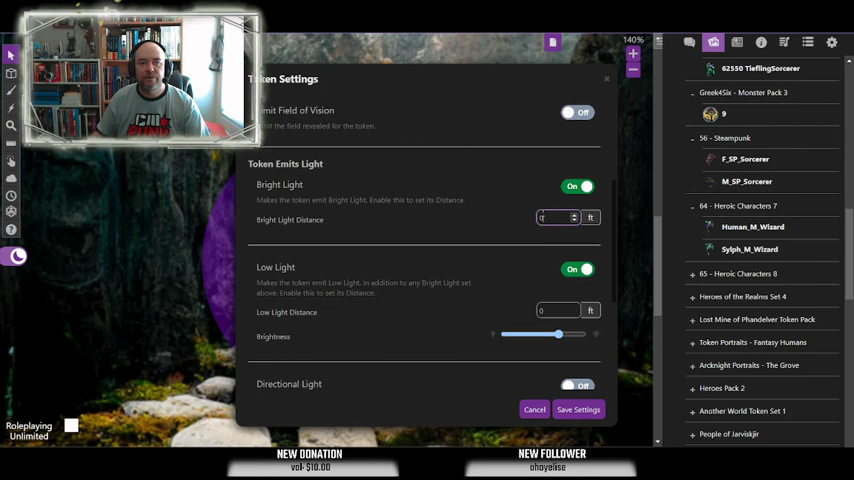 140%
Token Settings
Limit Field of Vision
Off
Limit the field revealed for the token.
Token Emits Light
Bright Light
On
Makes the token emit Bright Light. Enable this to set its Distance.
Bright Light Distance
0
ft
Low Light
On
Makes the token emit Low Light, in addition to any Bright Light set
above. Enable this to set its Distance.
Low Light Distance
0
ft
Brightness
Directional Light
Off
Cancel
Save Settings
62550 TieflingSorcerer
Greek4Six - Monster Pack 3
9
56 - Steampunk
F_SP_Sorcerer
M_SP_Sorcerer
64 - Heroic Characters 7
Human_M_Wizard
Sylph_M_Wizard
65 - Heroic Characters 8
Heroes of the Realms Set 4
Lost Mine of Phandelver Token Pack
Token Portraits - Fantasy Humans
Arcknight Portraits - The Grove
Heroes Pack 2
Another World Token Set 1
People of Jarviskjir
Roleplaying
Unlimited
NEW DONATION
vol- $10.00
NEW FOLLOWER
ohoyelise